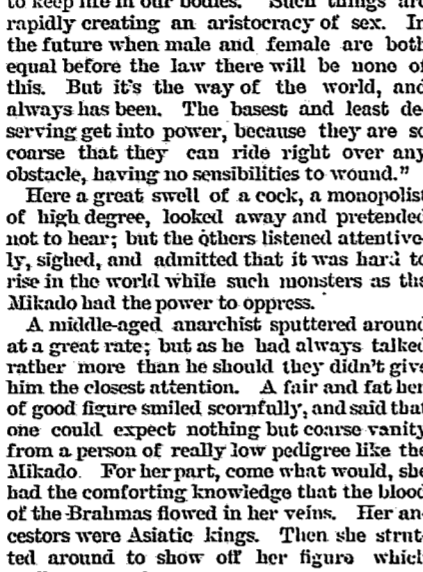 to keep life in our bodies. Such things are
rapidly creating an aristocracy of sex. In
the future when male and female are both
equal before the law there will be none of
this. But it's the way of the world, and
always has been. The basest and least de-
serving get into power, because they are so
coarse that they can ride right over any
obstacle, having no sensibilities to wound."
Here a great swell of a cock, a monopolist
of high degree, looked away and pretended
not to hear; but the others listened attentive-
ly, sighed, and admitted that it was hard to
rise in the world while such monsters as the
Mikado had the power to oppress.
A middle-aged anarchist sputtered around
at a great rate; but as he had always talked
rather more than he should they didn't give
him the closest attention. A fair and fat hen
of good figure smiled scornfully, and said that
one could expect nothing but coarse vanity
from a person of really low pedigree like the
Mikado. For her part, come what would, she
had the comforting knowledge that the blood
of the Brahmas flowed in her veins. Her an-
cestors were Asiatic kings. Then she strut-
ted around to show off her figure which